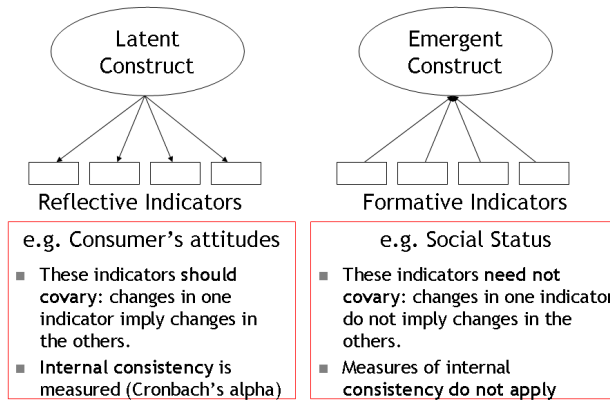 Latent
Construct
Reflective Indicators
e.g. Consumer's attitudes
These indicators should
covary: changes in one
indicator imply changes in
the others.
Internal consistency is
measured (Cronbach's alpha)
Emergent
Construct
Formative Indicators
e.g. Social Status
These indicators need not
covary: changes in one indicator
do not imply changes in the
others.
Measures of internal
consistency do not apply